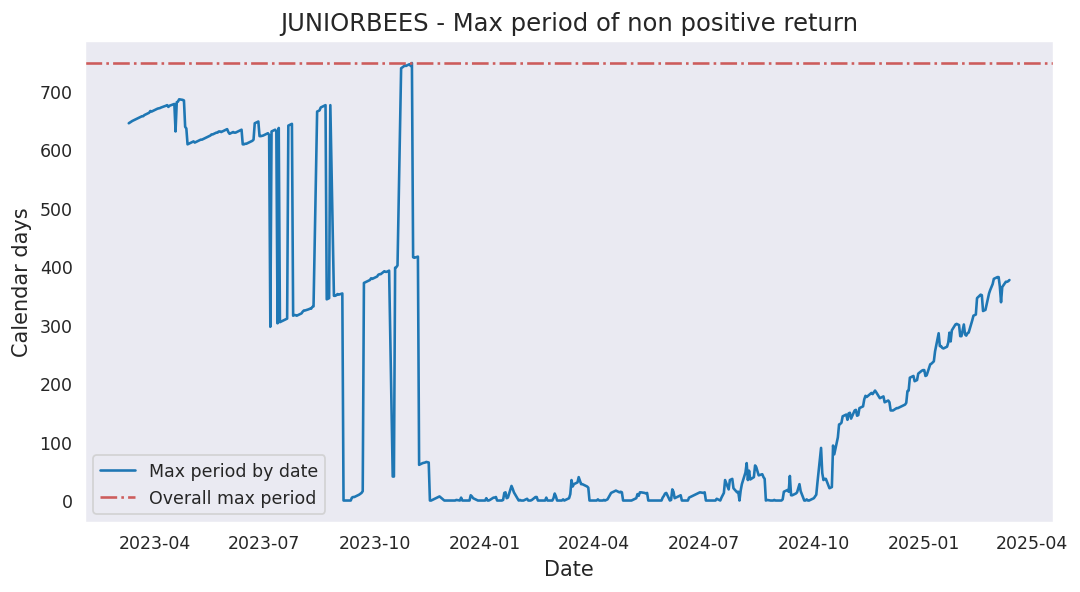 JUNIORBEES - Max period of non positive return
Calendar days
700
600
500
400
300
200
100
0
Max period by date
Overall max period
2023-04 2023-07 2023-10 2024-01 2024-04 2024-07 2024-10 2025-01 2025-04
Date